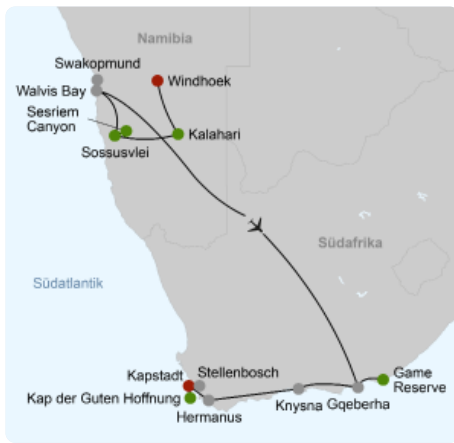 Namibia
Swakopmund
Windhoek
Walvis Bay
Sesriem
Canyon
Kalahari
Sossusvlei
Südafrika
Südatlantik
Kapstadt
Stellenbosch
Game
Reserve
Kap der Guten Hoffnung
Knysna
Gqeberha
Hermanus